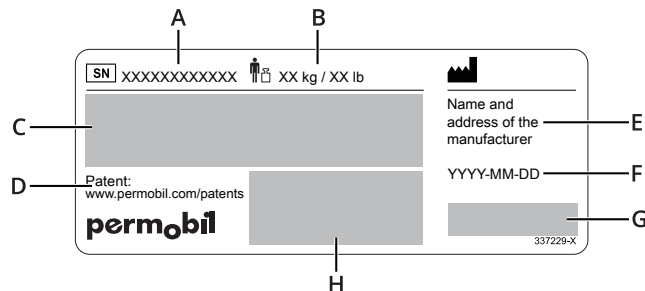 A
B
SN XXXXXXXXXXXX XX kg / XX lb
C
Name and
address of the
manufacturer
E
D
Patent:
www.permobil.com/patents
YYYY-MM-DD
F
permobil
G
337229-X
H